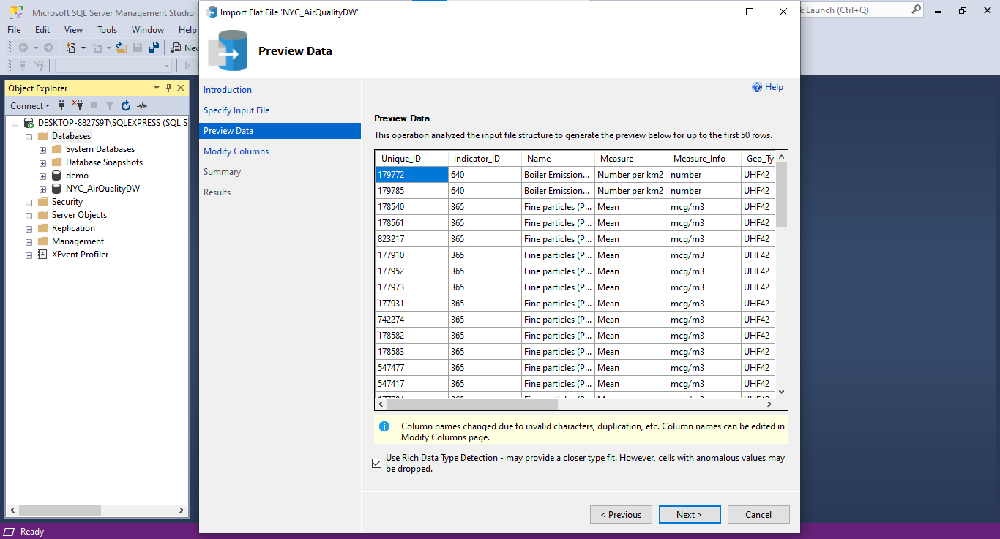 Microsoft SQL Server Management Studio
k Launch (Ctrl+Q)
File Edit View Tools Window Help
New
Object Explorer
Connect
DESKTOP-8827S9T\SQLEXPRESS (SQL S
Databases
System Databases
Database Snapshots
demo
NYC_AirQualityDW
Security
Server Objects
Replication
Management
XEvent Profiler
Ready
Import Flat File 'NYC_AirQualityDW'
Preview Data
Introduction
Specify Input File
Preview Data
Modify Columns
Summary
Results
Help
Preview Data
This operation analyzed the input file structure to generate the preview below for up to the first 50 rows.
Unique_ID Indicator_ID Name Measure Measure_Info Geo_Ty
179772 640 Boiler Emission... Number per km2 number UHF42
179785 640 Boiler Emission... Number per km2 number UHF42
178540 365 Fine particles (P... Mean mcg/m3 UHF42
178561 365 Fine particles (P... Mean mcg/m3 UHF42
823217 365 Fine particles (P... Mean mcg/m3 UHF42
177910 365 Fine particles (P... Mean mcg/m3 UHF42
177952 365 Fine particles (P... Mean mcg/m3 UHF42
177973 365 Fine particles (P... Mean mcg/m3 UHF42
177931 365 Fine particles (P... Mean mcg/m3 UHF42
742274 365 Fine particles (P... Mean mcg/m3 UHF42
178582 365 Fine particles (P... Mean mcg/m3 UHF42
178583 365 Fine particles (P... Mean mcg/m3 UHF42
547477 365 Fine particles (P... Mean mcg/m3 UHF42
547417 365 Fine particles (P... Mean mcg/m3 UHF42
Column names changed due to invalid characters, duplication, etc. Column names can be edited in
Modify Columns page.
Use Rich Data Type Detection - may provide a closer type fit. However, cells with anomalous values may
be dropped.
< Previous Next > Cancel